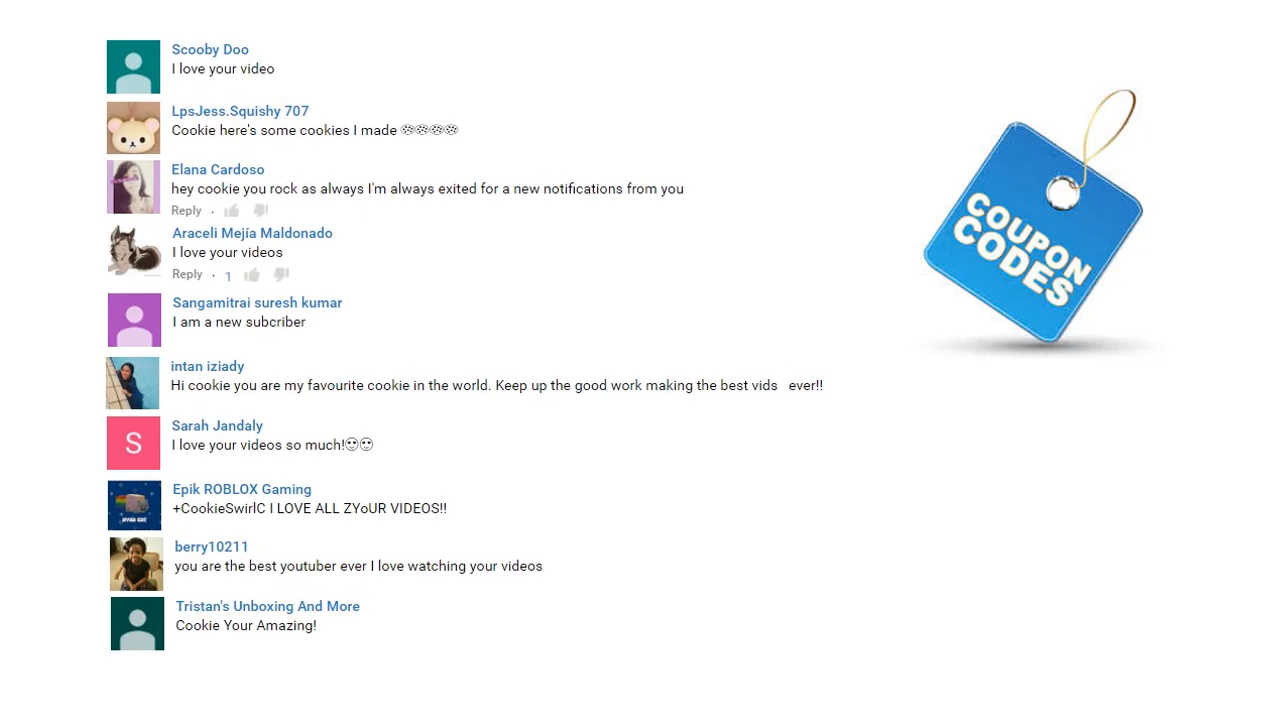 Scooby Doo
I love your video
LpsJess.Squishy 707
Cookie here's some cookies I made 🍪🍪🍪🍪
Elana Cardoso
hey cookie you rock as always I'm always exited for a new notifications from you
Reply ·
Araceli Mejía Maldonado
I love your videos
Reply · 1
Sangamitrai suresh kumar
I am a new subcriber
intan iziady
Hi cookie you are my favourite cookie in the world. Keep up the good work making the best vids ever!!
Sarah Jandaly
I love your videos so much!🙂🙂
S
Epik ROBLOX Gaming
+CookieSwirlC I LOVE ALL ZYoUR VIDEOS!!
berry10211
you are the best youtuber ever I love watching your videos
Tristan's Unboxing And More
Cookie Your Amazing!
COUPON
CODES